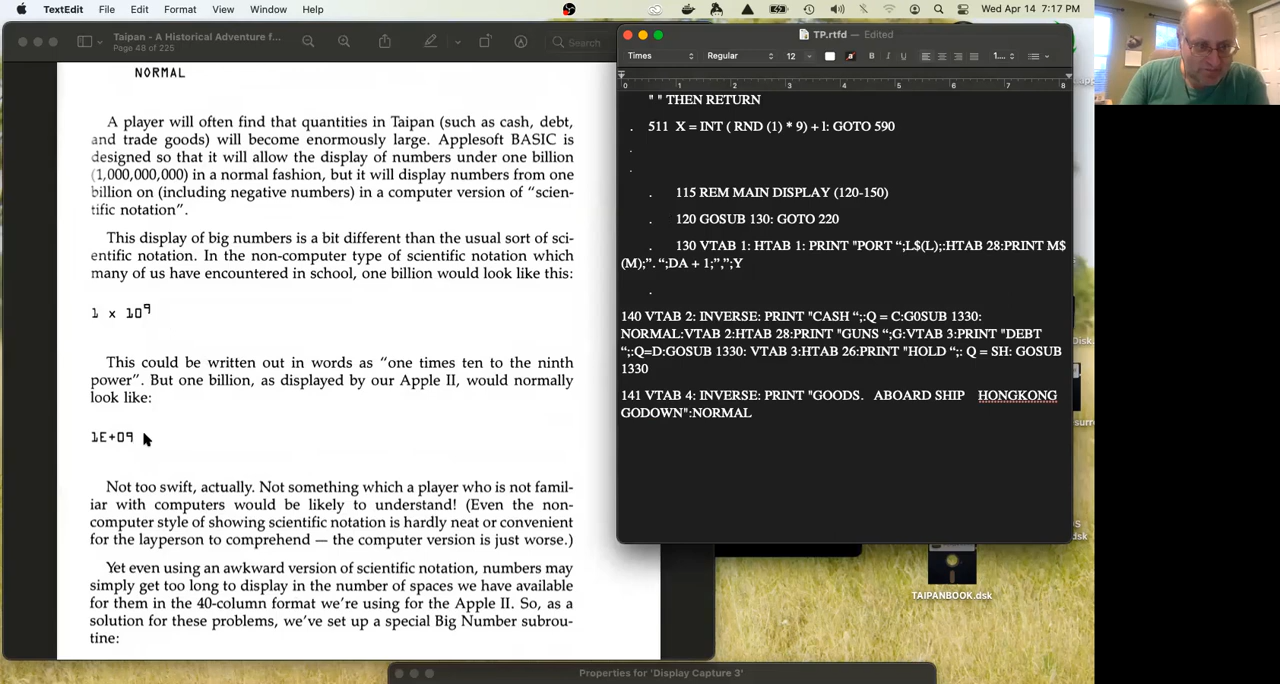 TextEdit File Edit Format View Window Help Wed Apr 14 7:17 PM
Taipan - A Historical Adventure f...
Page 48 of 225
Search
NORMAL
A player will often find that quantities in Taipan (such as cash, debt,
and trade goods) will become enormously large. Applesoft BASIC is
designed so that it will allow the display of numbers under one billion
(1,000,000,000) in a normal fashion, but it will display numbers from one
billion on (including negative numbers) in a computer version of “scien-
tific notation”.
This display of big numbers is a bit different than the usual sort of sci-
entific notation. In the non-computer type of scientific notation which
many of us have encountered in school, one billion would look like this:
1 x 10⁹
This could be written out in words as “one times ten to the ninth
power”. But one billion, as displayed by our Apple II, would normally
look like:
1E+09
Not too swift, actually. Not something which a player who is not famil-
iar with computers would be likely to understand! (Even the non-
computer style of showing scientific notation is hardly neat or convenient
for the layperson to comprehend — the computer version is just worse.)
Yet even using an awkward version of scientific notation, numbers may
simply get too long to display in the number of spaces we have available
for them in the 40-column format we’re using for the Apple II. So, as a
solution for these problems, we’ve set up a special Big Number subrou-
tine:
TP.rtfd — Edited
Times Regular 12 B I U 1...
0 1 2 3 4 5 6 7 8
" " THEN RETURN
. 511 X = INT ( RND (1) * 9) + l: GOTO 590
.
.
. 115 REM MAIN DISPLAY (120-150)
. 120 GOSUB 130: GOTO 220
. 130 VTAB 1: HTAB 1: PRINT "PORT “;L$(L);:HTAB 28:PRINT M$
(M);”. “;DA + 1;”,”;Y
.
140 VTAB 2: INVERSE: PRINT "CASH “;:Q = C:G0SUB 1330:
NORMAL:VTAB 2:HTAB 28:PRINT "GUNS “;G:VTAB 3:PRINT "DEBT
“;:Q=D:GOSUB 1330: VTAB 3:HTAB 26:PRINT "HOLD “;: Q = SH: GOSUB
1330
141 VTAB 4: INVERSE: PRINT "GOODS. ABOARD SHIP HONGKONG
GODOWN":NORMAL
TAIPANBOOK.dsk
Properties for 'Display Capture 3'